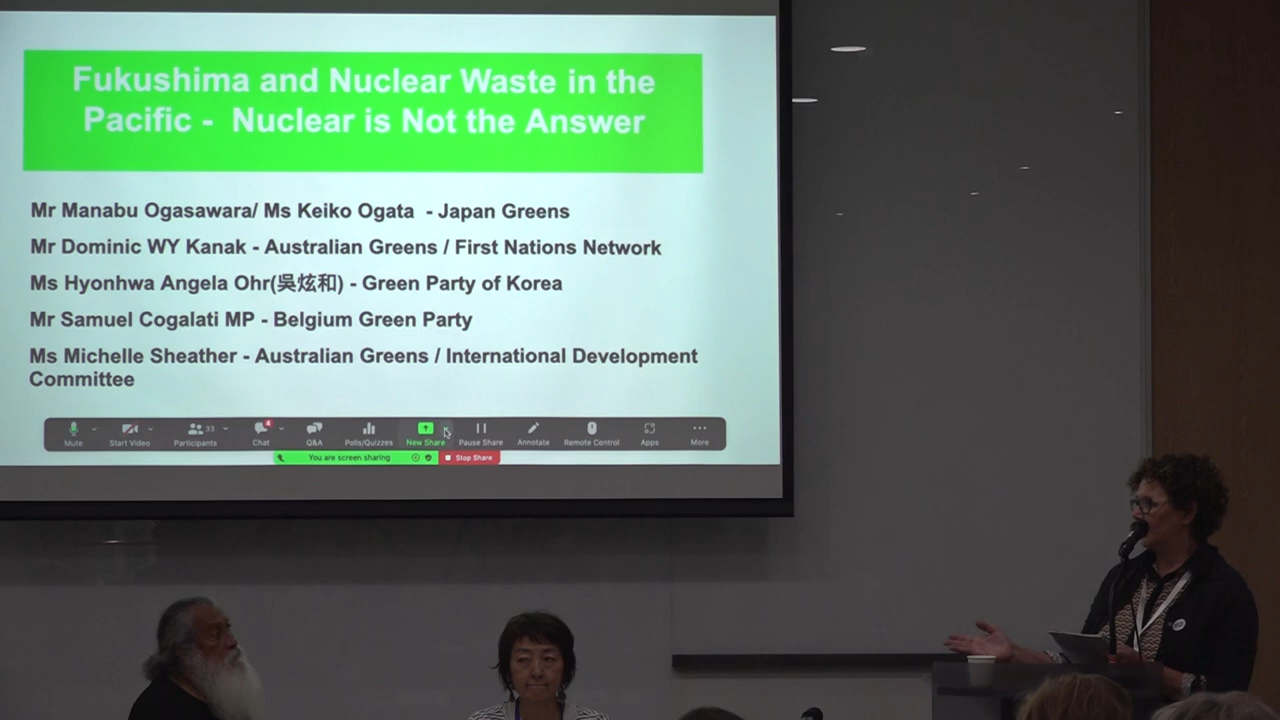 Fukushima and Nuclear Waste in the
Pacific - Nuclear is Not the Answer
Mr Manabu Ogasawara/ Ms Keiko Ogata - Japan Greens
Mr Dominic WY Kanak - Australian Greens / First Nations Network
Ms Hyonhwa Angela Ohr(吳炫和) - Green Party of Korea
Mr Samuel Cogalati MP - Belgium Green Party
Ms Michelle Sheather - Australian Greens / International Development
Committee
33 4
Mute Start Video Participants Chat Q&A Polls/Quizzes New Share Pause Share Annotate Remote Control Apps More
You are screen sharing Stop Share